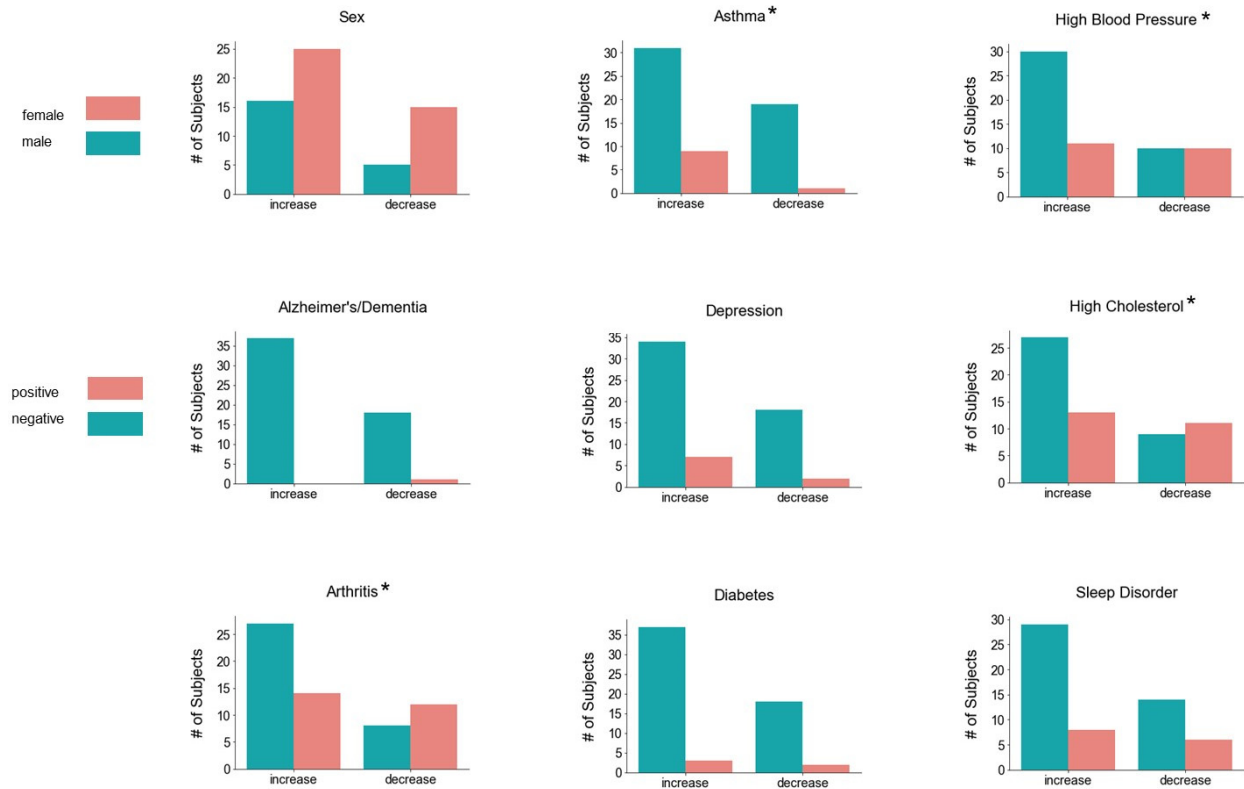 Sex
# of Subjects
25
20
15
10
5
0
increase
decrease
Asthma *
# of Subjects
30
25
20
15
10
5
0
increase
decrease
High Blood Pressure *
# of Subjects
30
25
20
15
10
5
0
increase
decrease
female
male
Alzheimer's/Dementia
# of Subjects
35
30
25
20
15
10
5
0
increase
decrease
Depression
# of Subjects
35
30
25
20
15
10
5
0
increase
decrease
High Cholesterol *
# of Subjects
25
20
15
10
5
0
increase
decrease
positive
negative
Arthritis *
# of Subjects
25
20
15
10
5
0
increase
decrease
Diabetes
# of Subjects
35
30
25
20
15
10
5
0
increase
decrease
Sleep Disorder
# of Subjects
30
25
20
15
10
5
0
increase
decrease